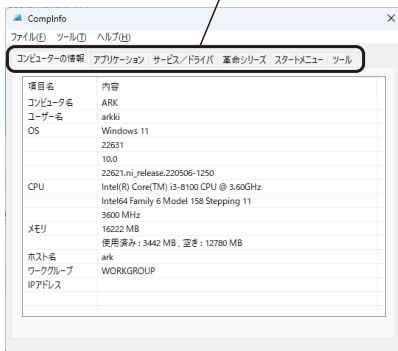 CompInfo
ファイル(F) ツール(T) ヘルプ(H)
コンピューターの情報 アプリケーション サービス／ドライバ 革命シリーズ スタートメニュー ツール
項目名 内容
コンピュータ名 ARK
ユーザー名 arkki
OS Windows 11
22631
10.0
22621.ni_release.220506-1250
CPU Intel(R) Core(TM) i3-8100 CPU @ 3.60GHz
Intel64 Family 6 Model 158 Stepping 11
3600 MHz
メモリ 16222 MB
使用済み : 3442 MB , 空き : 12780 MB
ホスト名 ark
ワークグループ WORKGROUP
IPアドレス